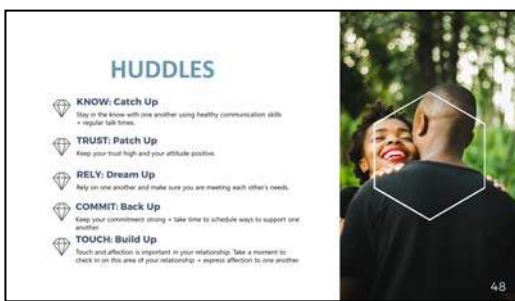 HUDDLES
KNOW: Catch Up
Stay in the know with one another using healthy communication skills
+ regular talk times.
TRUST: Patch Up
Keep your trust high and your attitude positive.
RELY: Dream Up
Rely on one another and make sure you are meeting each other's needs.
COMMIT: Back Up
Keep your commitment strong + take time to schedule ways to support one
another.
TOUCH: Build Up
Touch and affection is important in your relationship. Take a moment to
check in on this area of your relationship + express affection to one another
48